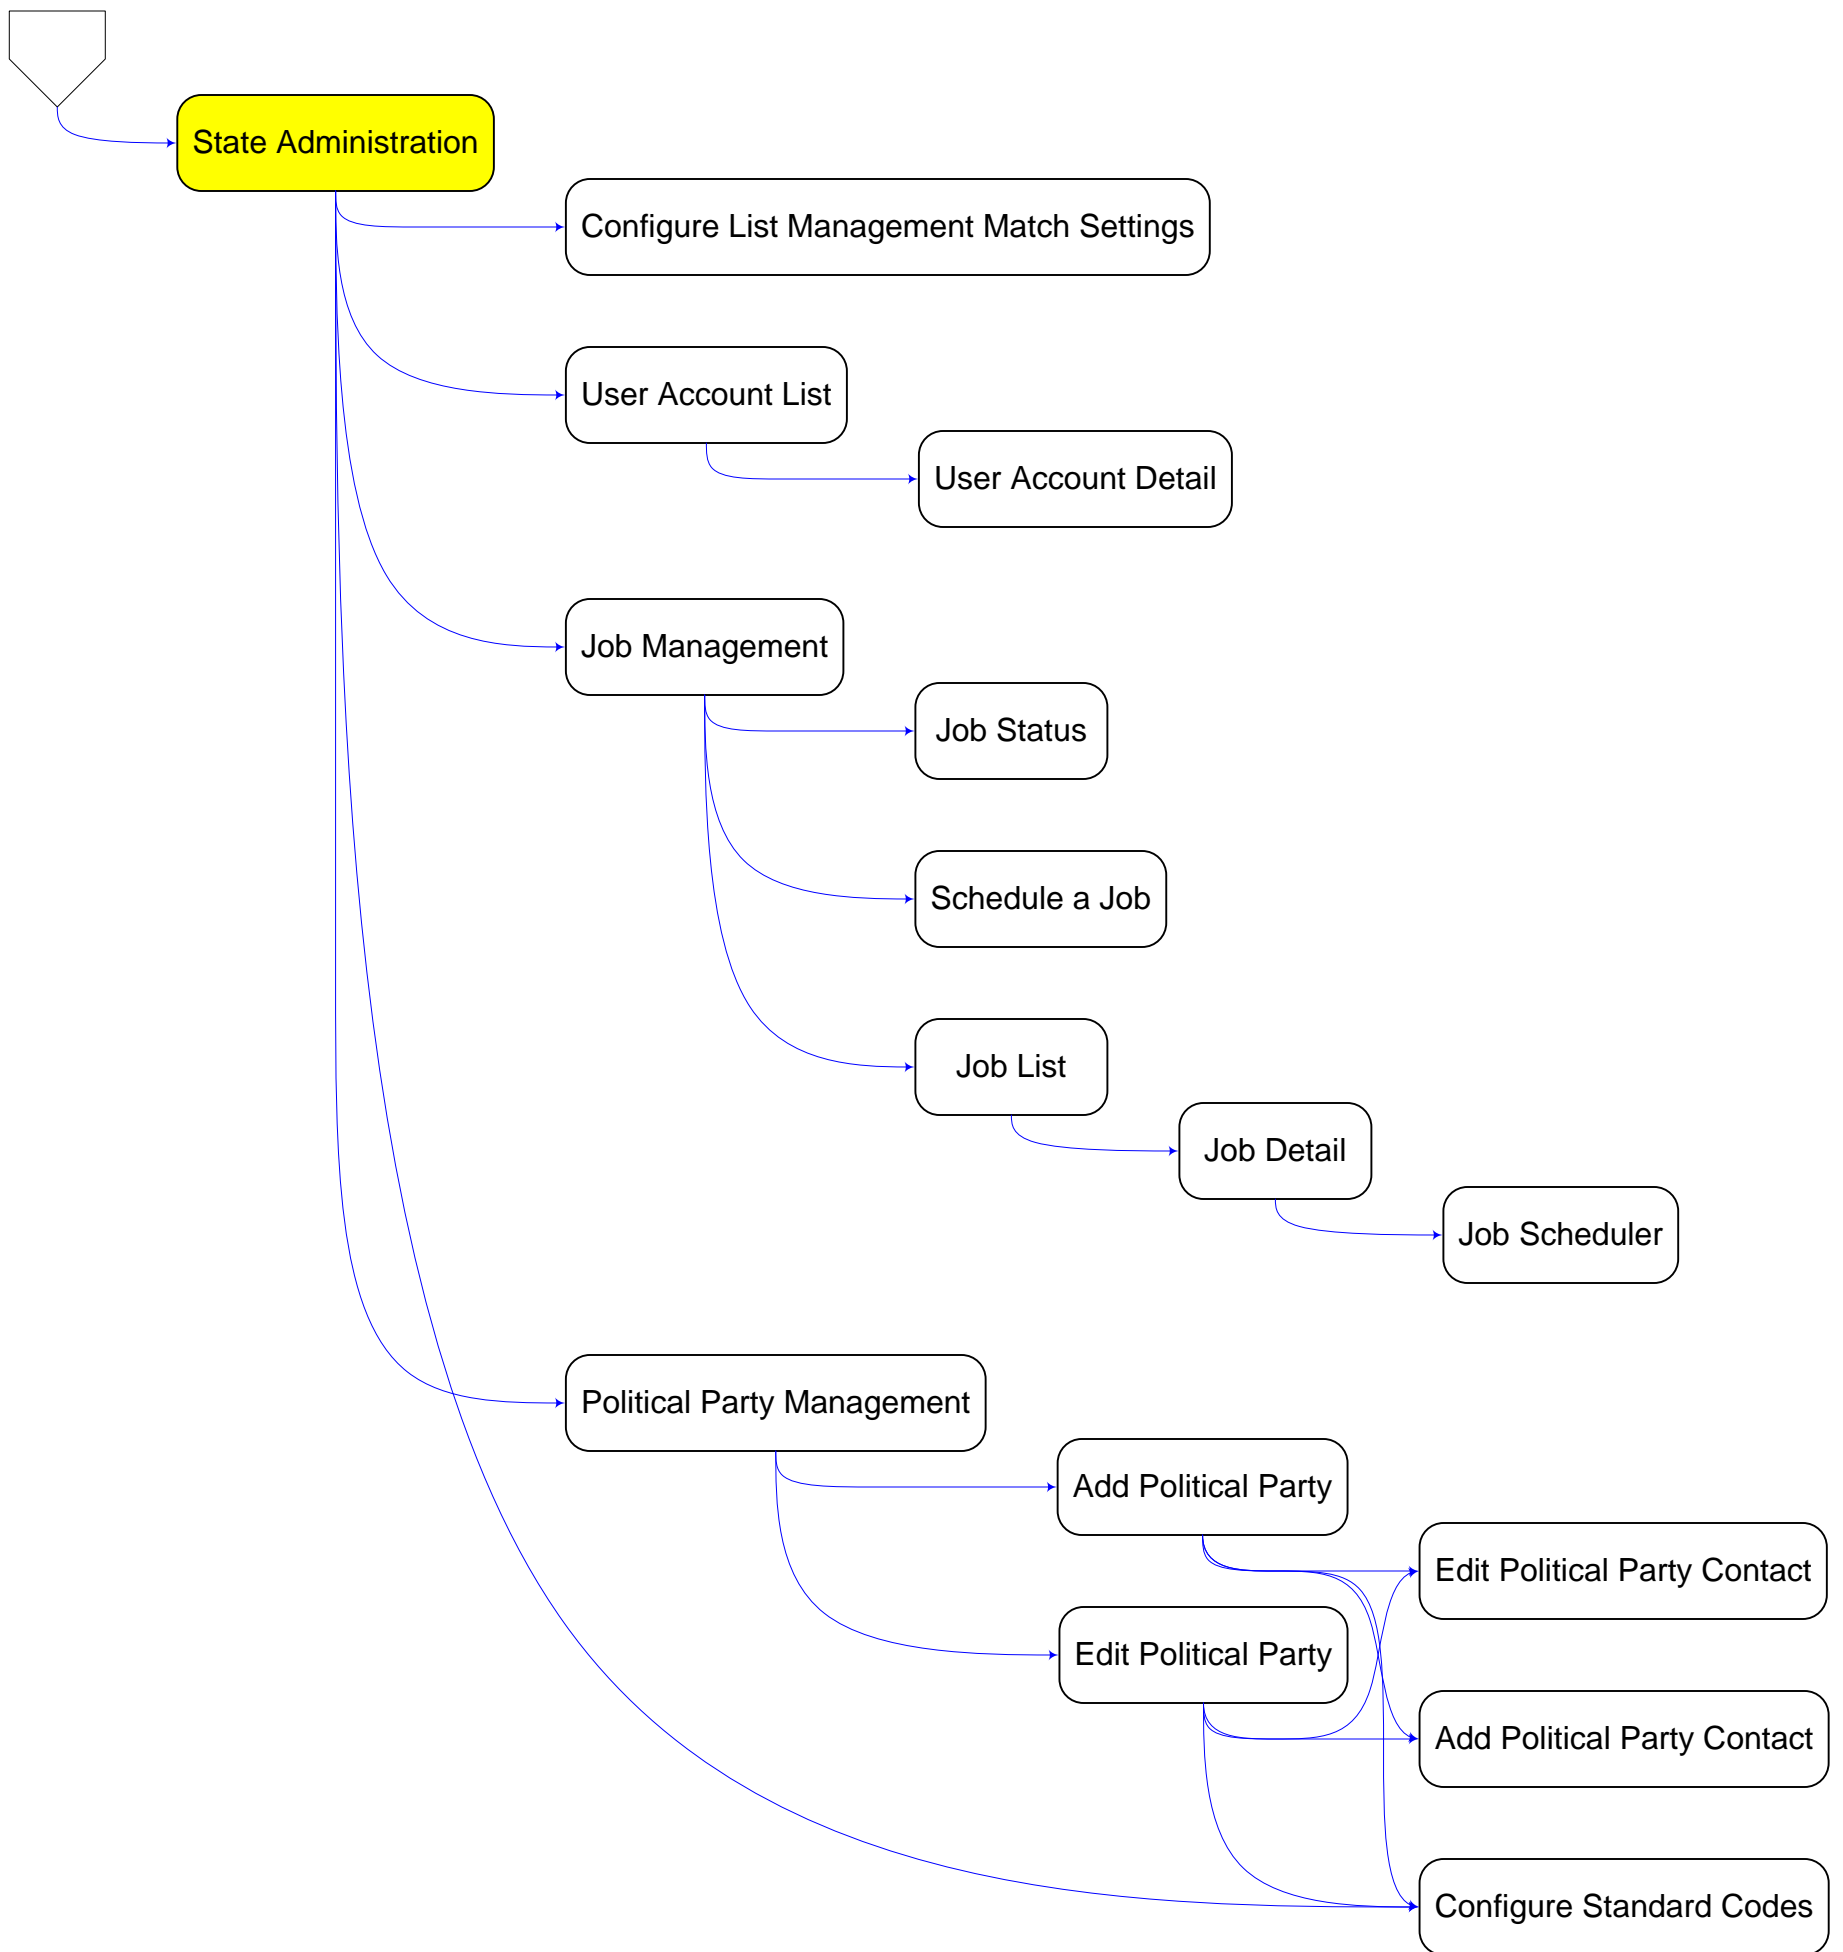 State Administration
Configure List Management Match Settings
User Account List
User Account Detail
Job Management
Job Status
Schedule a Job
Job List
Job Detail
Job Scheduler
Political Party Management
Add Political Party
Edit Political Party Contact
Edit Political Party
Add Political Party Contact
Configure Standard Codes